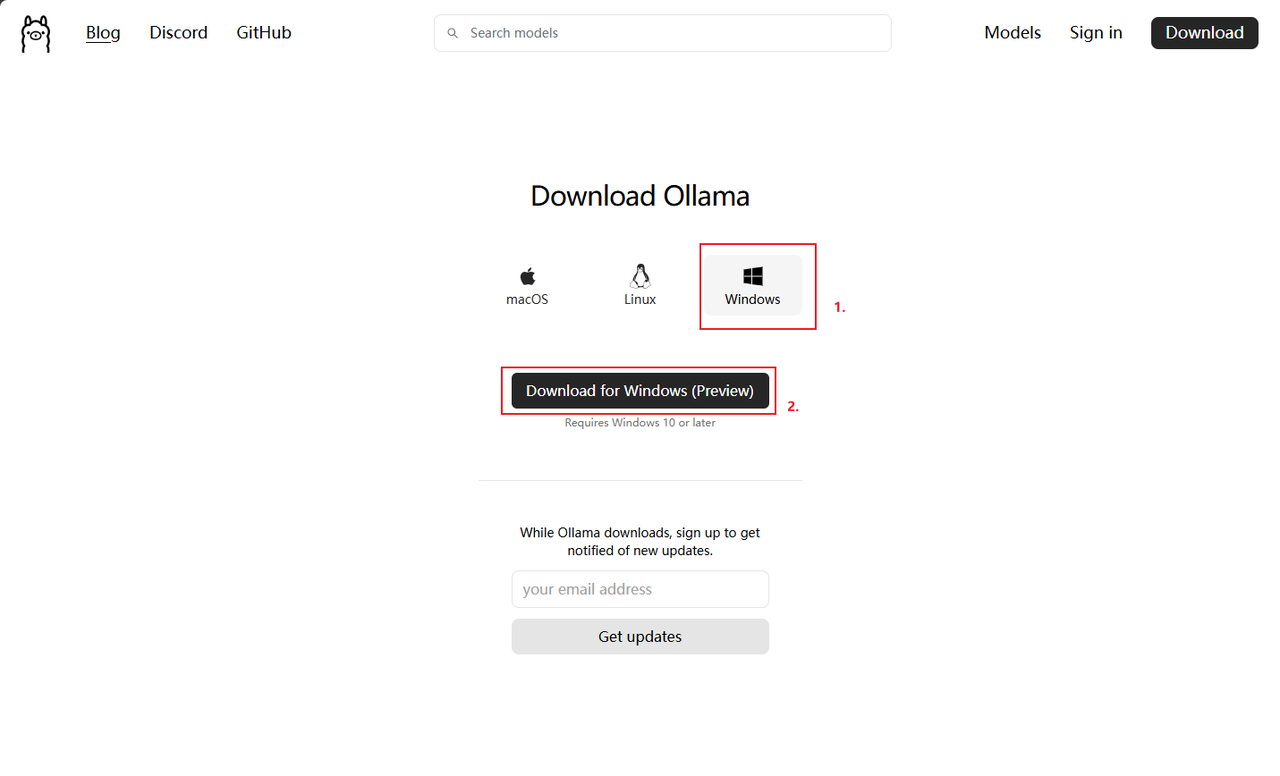 Blog Discord GitHub Search models Models Sign in Download
Download Ollama
macOS Linux Windows
1.
Download for Windows (Preview)
2.
Requires Windows 10 or later
While Ollama downloads, sign up to get
notified of new updates.
your email address
Get updates